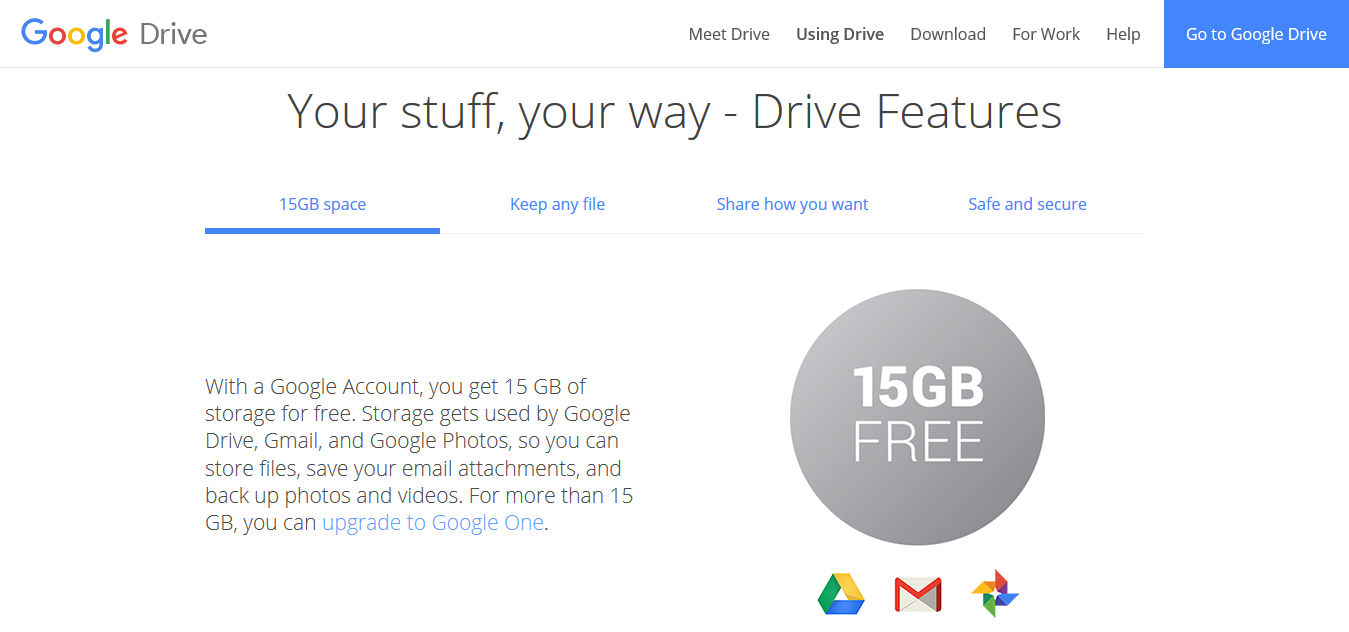 Google Drive
Meet Drive Using Drive Download For Work Help Go to Google Drive
Your stuff, your way - Drive Features
15GB space Keep any file Share how you want Safe and secure
With a Google Account, you get 15 GB of
storage for free. Storage gets used by Google
Drive, Gmail, and Google Photos, so you can
store files, save your email attachments, and
back up photos and videos. For more than 15
GB, you can upgrade to Google One.
15GB
FREE